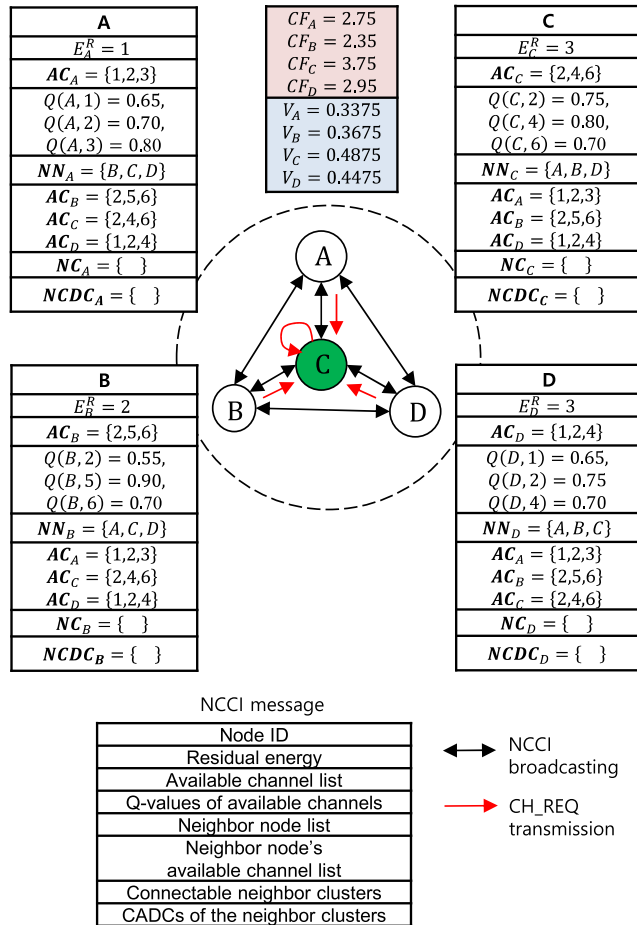 A
E_A^R = 1
AC_A = {1,2,3}
Q(A, 1) = 0.65,
Q(A, 2) = 0.70,
Q(A, 3) = 0.80
NN_A = {B, C, D}
AC_B = {2,5,6}
AC_C = {2,4,6}
AC_D = {1,2,4}
NC_A = { }
NCDC_A = { }
CF_A = 2.75
CF_B = 2.35
CF_C = 3.75
CF_D = 2.95
V_A = 0.3375
V_B = 0.3675
V_C = 0.4875
V_D = 0.4475
C
E_C^R = 3
AC_C = {2,4,6}
Q(C, 2) = 0.75,
Q(C, 4) = 0.80,
Q(C, 6) = 0.70
NN_C = {A, B, D}
AC_A = {1,2,3}
AC_B = {2,5,6}
AC_D = {1,2,4}
NC_C = { }
NCDC_C = { }
A
C
B
D
B
E_B^R = 2
AC_B = {2,5,6}
Q(B, 2) = 0.55,
Q(B, 5) = 0.90,
Q(B, 6) = 0.70
NN_B = {A, C, D}
AC_A = {1,2,3}
AC_C = {2,4,6}
AC_D = {1,2,4}
NC_B = { }
NCDC_B = { }
D
E_D^R = 3
AC_D = {1,2,4}
Q(D, 1) = 0.65,
Q(D, 2) = 0.75
Q(D, 4) = 0.70
NN_D = {A, B, C}
AC_A = {1,2,3}
AC_B = {2,5,6}
AC_C = {2,4,6}
NC_D = { }
NCDC_D = { }
NCCI message
Node ID
Residual energy
Available channel list
Q-values of available channels
Neighbor node list
Neighbor node's
available channel list
Connectable neighbor clusters
CADCs of the neighbor clusters
NCCI
broadcasting
CH_REQ
transmission